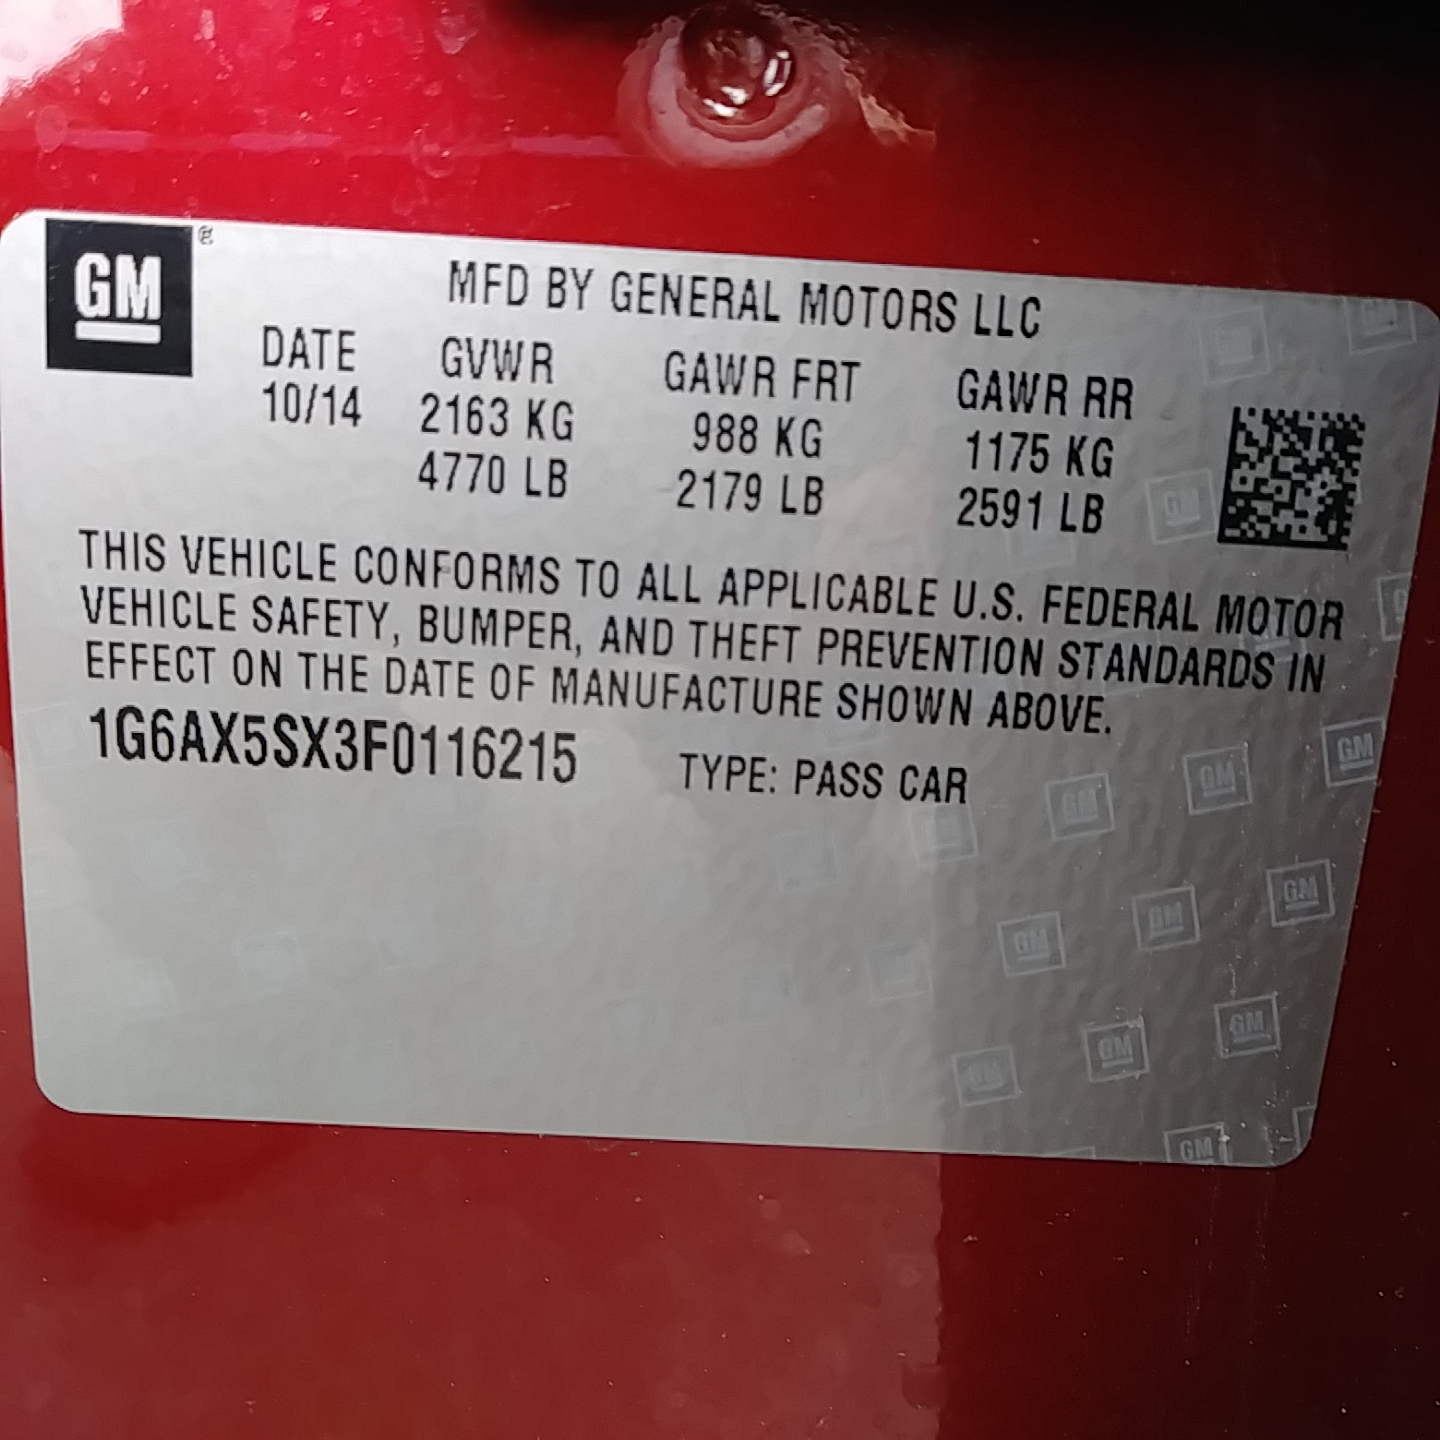 GM
MFD BY GENERAL MOTORS LLC
DATE GVWR GAWR FRT GAWR RR
10/14 2163 KG 988 KG 1175 KG
4770 LB 2179 LB 2591 LB
THIS VEHICLE CONFORMS TO ALL APPLICABLE U.S. FEDERAL MOTOR
VEHICLE SAFETY, BUMPER, AND THEFT PREVENTION STANDARDS IN
EFFECT ON THE DATE OF MANUFACTURE SHOWN ABOVE.
1G6AX5SX3F0116215 TYPE: PASS CAR